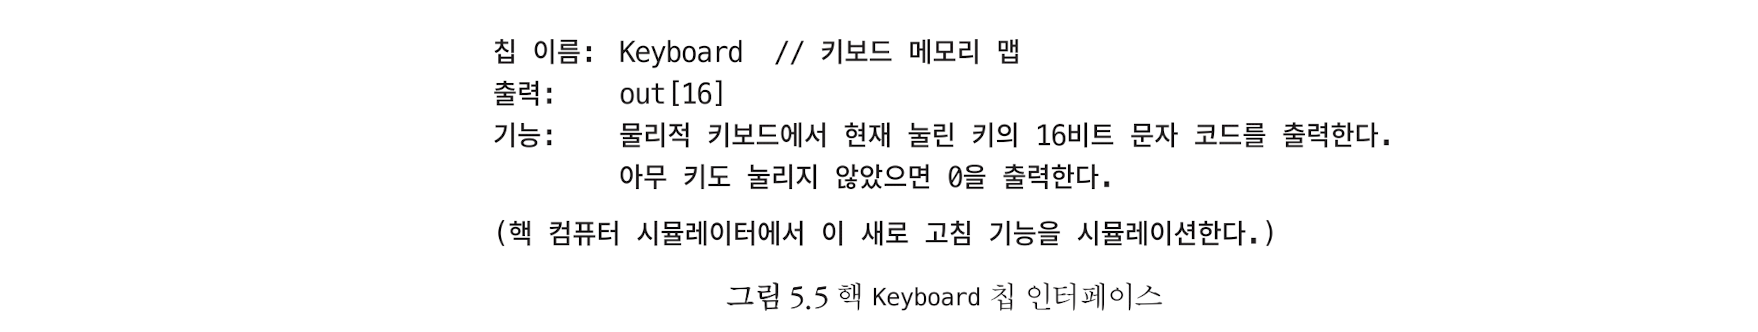 칩 이름: Keyboard // 키보드 메모리 맵
출력: out[16]
기능: 물리적 키보드에서 현재 눌린 키의 16비트 문자 코드를 출력한다.
아무 키도 눌리지 않았으면 0을 출력한다.
(핵 컴퓨터 시뮬레이터에서 이 새로 고침 기능을 시뮬레이션한다.)
그림 5.5 핵 Keyboard 칩 인터페이스